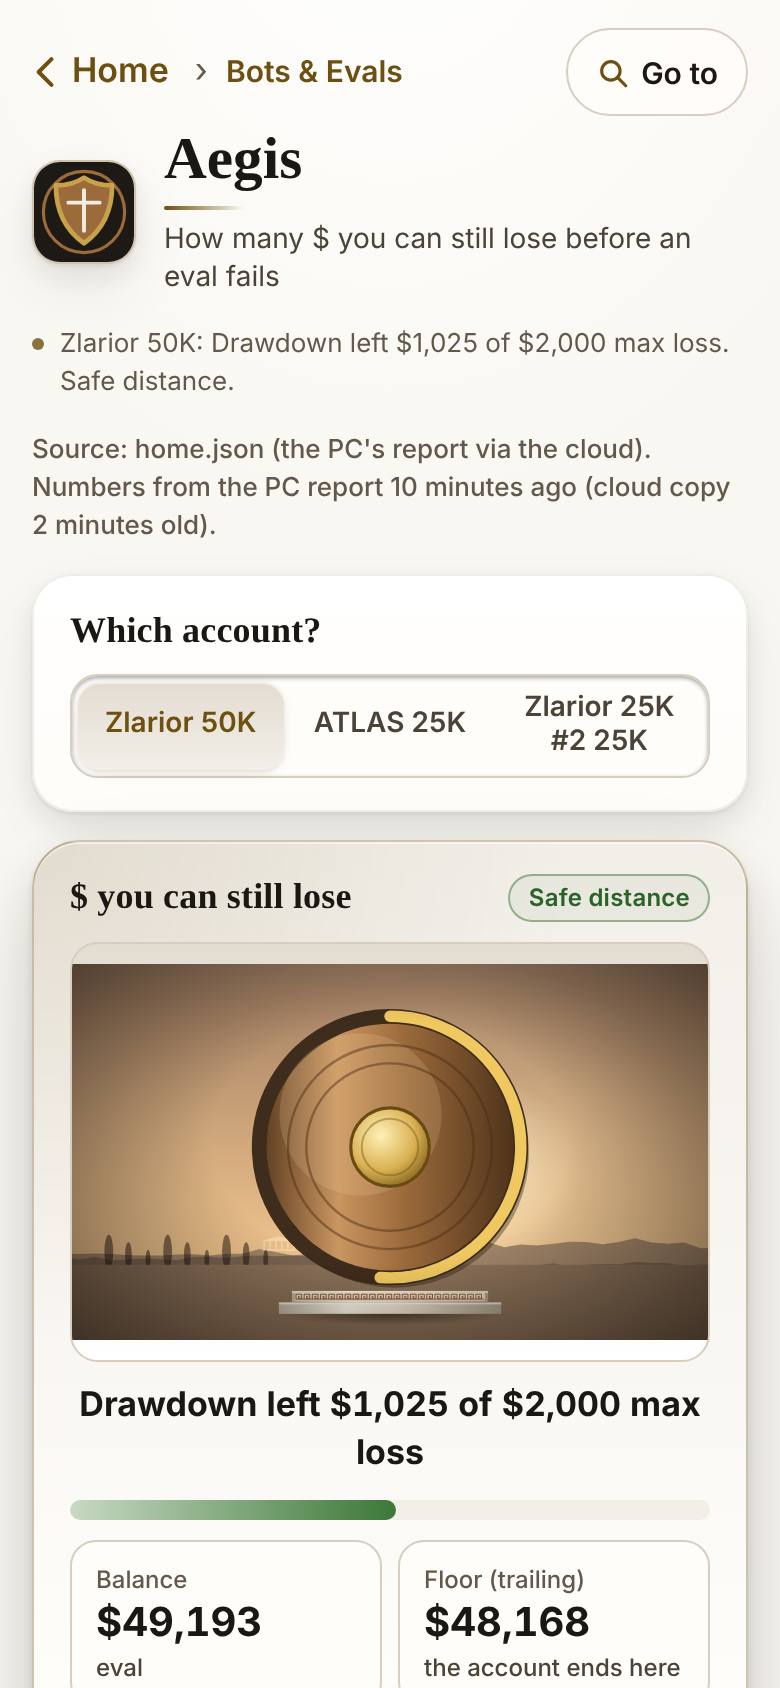 Home › Bots & Evals
Go to
Aegis
How many $ you can still lose before an
eval fails
Zlarior 50K: Drawdown left $1,025 of $2,000 max loss.
Safe distance.
Source: home.json (the PC's report via the cloud).
Numbers from the PC report 10 minutes ago (cloud copy
2 minutes old).
Which account?
Zlarior 50K
ATLAS 25K
Zlarior 25K
#2 25K
$ you can still lose
Safe distance
Drawdown left $1,025 of $2,000 max
loss
Balance
$49,193
eval
Floor (trailing)
$48,168
the account ends here